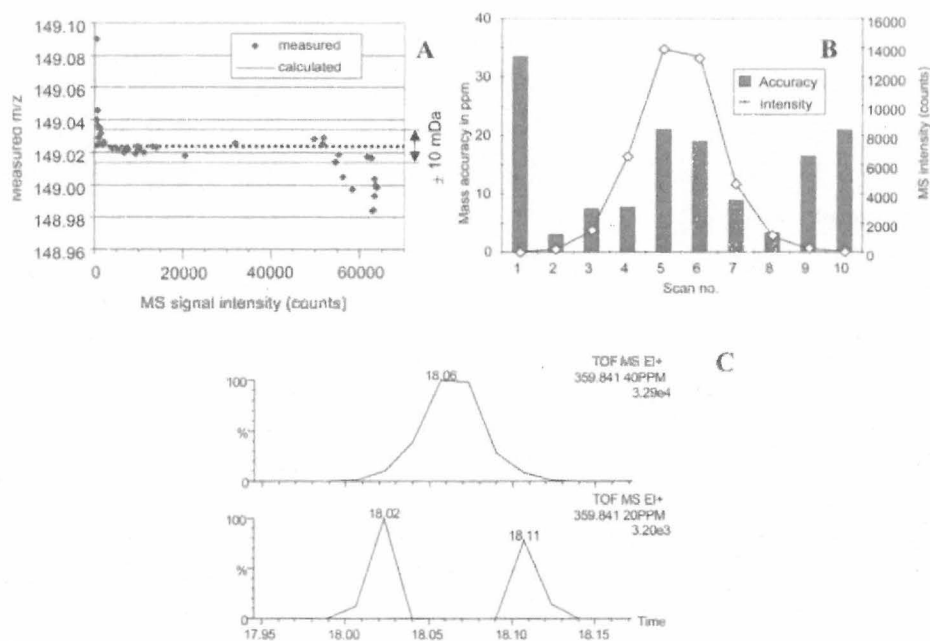 A
149.10
149.08
149.06
149.04
149.02
149.00
148.98
148.96
Measured m/z
measured
calculated
± 10 mDa
0
20000
40000
60000
MS signal intensity (counts)
B
40
30
20
10
0
Mass accuracy in ppm
Accuracy
intensity
16000
14000
12000
10000
8000
6000
4000
2000
0
MS intensity (counts)
1 2 3 4 5 6 7 8 9 10
Scan no.
C
TOF MS EI+
359.841 40PPM
3.29e4
100
%
0
18.06
TOF MS EI+
359.841 20PPM
3.20e3
100
%
0
18.02
18.11
17.95 18.00 18.05 18.10 18.15 Time